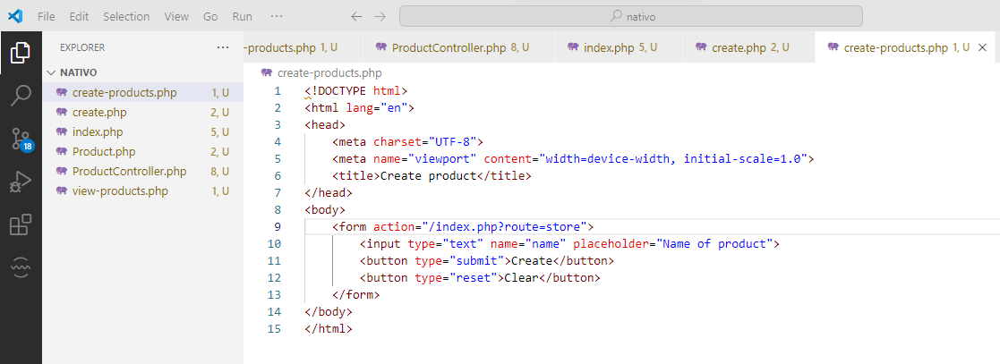 File Edit Selection View Go Run ··· ← → nativo
EXPLORER ···
NATIVO
create-products.php 1, U
create.php 2, U
index.php 5, U
Product.php 2, U
ProductController.php 8, U
view-products.php 1, U
18
-products.php 1, U ProductController.php 8, U index.php 5, U create.php 2, U create-products.php 1, U ×
create-products.php
1 <!DOCTYPE html>
2 <html lang="en">
3 <head>
4 <meta charset="UTF-8">
5 <meta name="viewport" content="width=device-width, initial-scale=1.0">
6 <title>Create product</title>
7 </head>
8 <body>
9 <form action="/index.php?route=store">
10 <input type="text" name="name" placeholder="Name of product">
11 <button type="submit">Create</button>
12 <button type="reset">Clear</button>
13 </form>
14 </body>
15 </html>